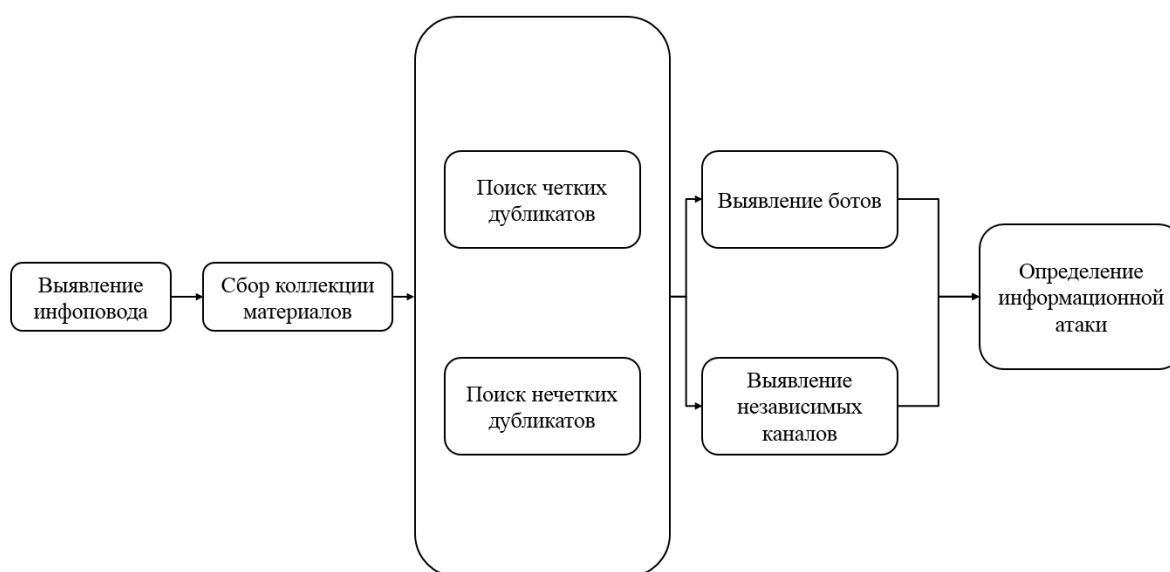 Выявление
инфоповода
Сбор коллекции
материалов
Поиск четких
дубликатов
Поиск нечетких
дубликатов
Выявление ботов
Выявление
независимых
каналов
Определение
информационной
атаки